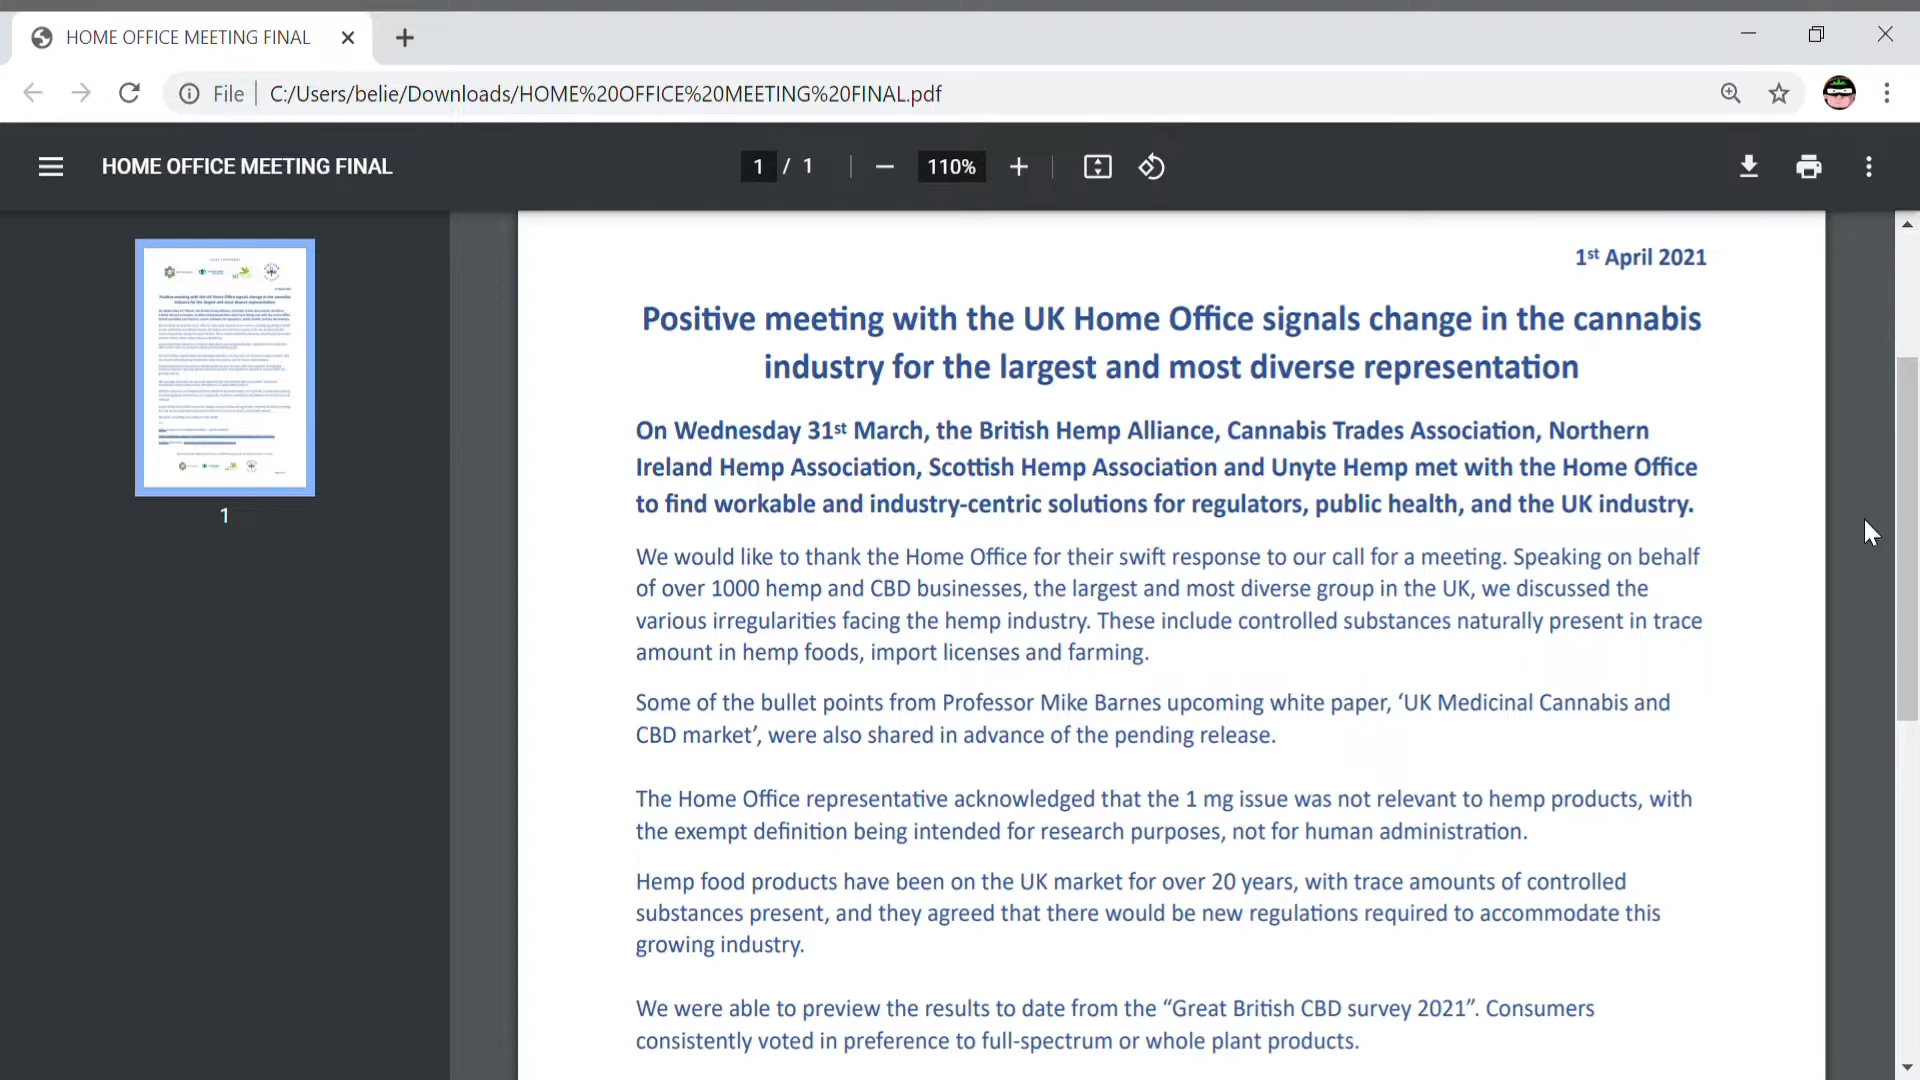 HOME OFFICE MEETING FINAL
File C:/Users/belie/Downloads/HOME%20OFFICE%20MEETING%20FINAL.pdf
HOME OFFICE MEETING FINAL
1 / 1
110%
1
1st April 2021
Positive meeting with the UK Home Office signals change in the cannabis
industry for the largest and most diverse representation
On Wednesday 31st March, the British Hemp Alliance, Cannabis Trades Association, Northern
Ireland Hemp Association, Scottish Hemp Association and Unyte Hemp met with the Home Office
to find workable and industry-centric solutions for regulators, public health, and the UK industry.
We would like to thank the Home Office for their swift response to our call for a meeting. Speaking on behalf
of over 1000 hemp and CBD businesses, the largest and most diverse group in the UK, we discussed the
various irregularities facing the hemp industry. These include controlled substances naturally present in trace
amount in hemp foods, import licenses and farming.
Some of the bullet points from Professor Mike Barnes upcoming white paper, ‘UK Medicinal Cannabis and
CBD market’, were also shared in advance of the pending release.
The Home Office representative acknowledged that the 1 mg issue was not relevant to hemp products, with
the exempt definition being intended for research purposes, not for human administration.
Hemp food products have been on the UK market for over 20 years, with trace amounts of controlled
substances present, and they agreed that there would be new regulations required to accommodate this
growing industry.
We were able to preview the results to date from the “Great British CBD survey 2021”. Consumers
consistently voted in preference to full-spectrum or whole plant products.